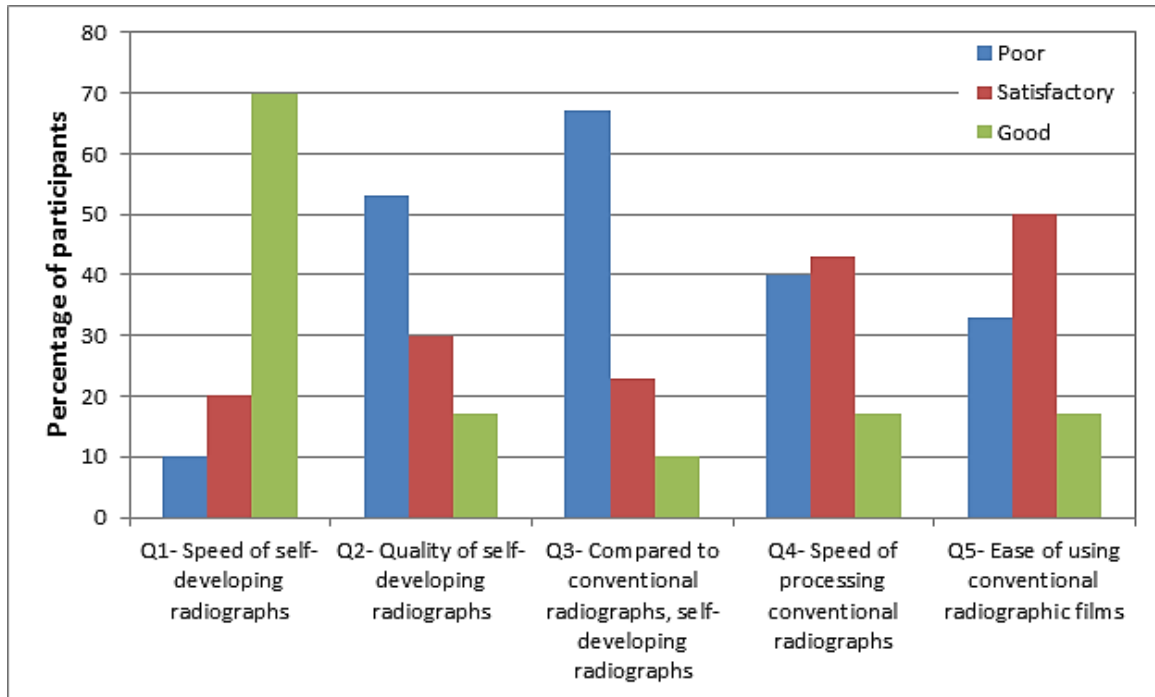 80
70
60
50
40
30
20
10
0
Percentage of participants
Poor
Satisfactory
Good
Q1- Speed of self-
developing
radiographs
Q2- Quality of self-
developing
radiographs
Q3- Compared to
conventional
radiographs, self-
developing
radiographs
Q4- Speed of
processing
conventional
radiographs
Q5- Ease of using
conventional
radiographic films